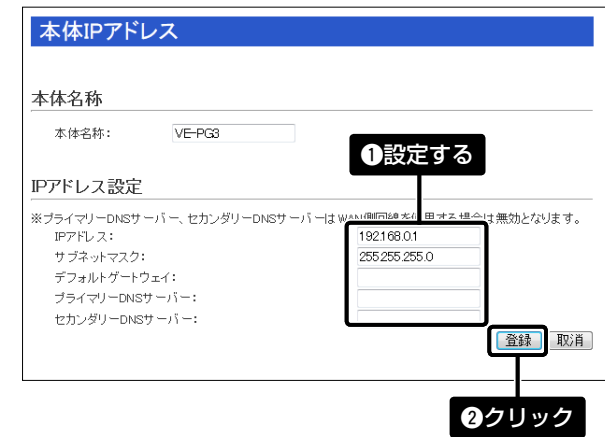 本体IPアドレス
本体名称
本体名称： VE-PG3
❶設定する
IPアドレス設定
※プライマリーDNSサーバー、セカンダリーDNSサーバーはWAN側回線を使用する場合は無効となります。
IPアドレス： 192.168.0.1
サブネットマスク： 255.255.255.0
デフォルトゲートウェイ：
プライマリーDNSサーバー：
セカンダリーDNSサーバー：
登録 取消
❷クリック